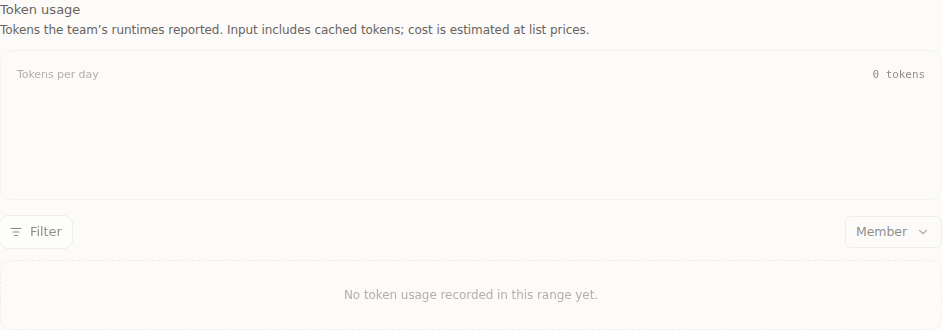 Token usage
Tokens the team’s runtimes reported. Input includes cached tokens; cost is estimated at list prices.
Tokens per day
0 tokens
Filter
Member
No token usage recorded in this range yet.